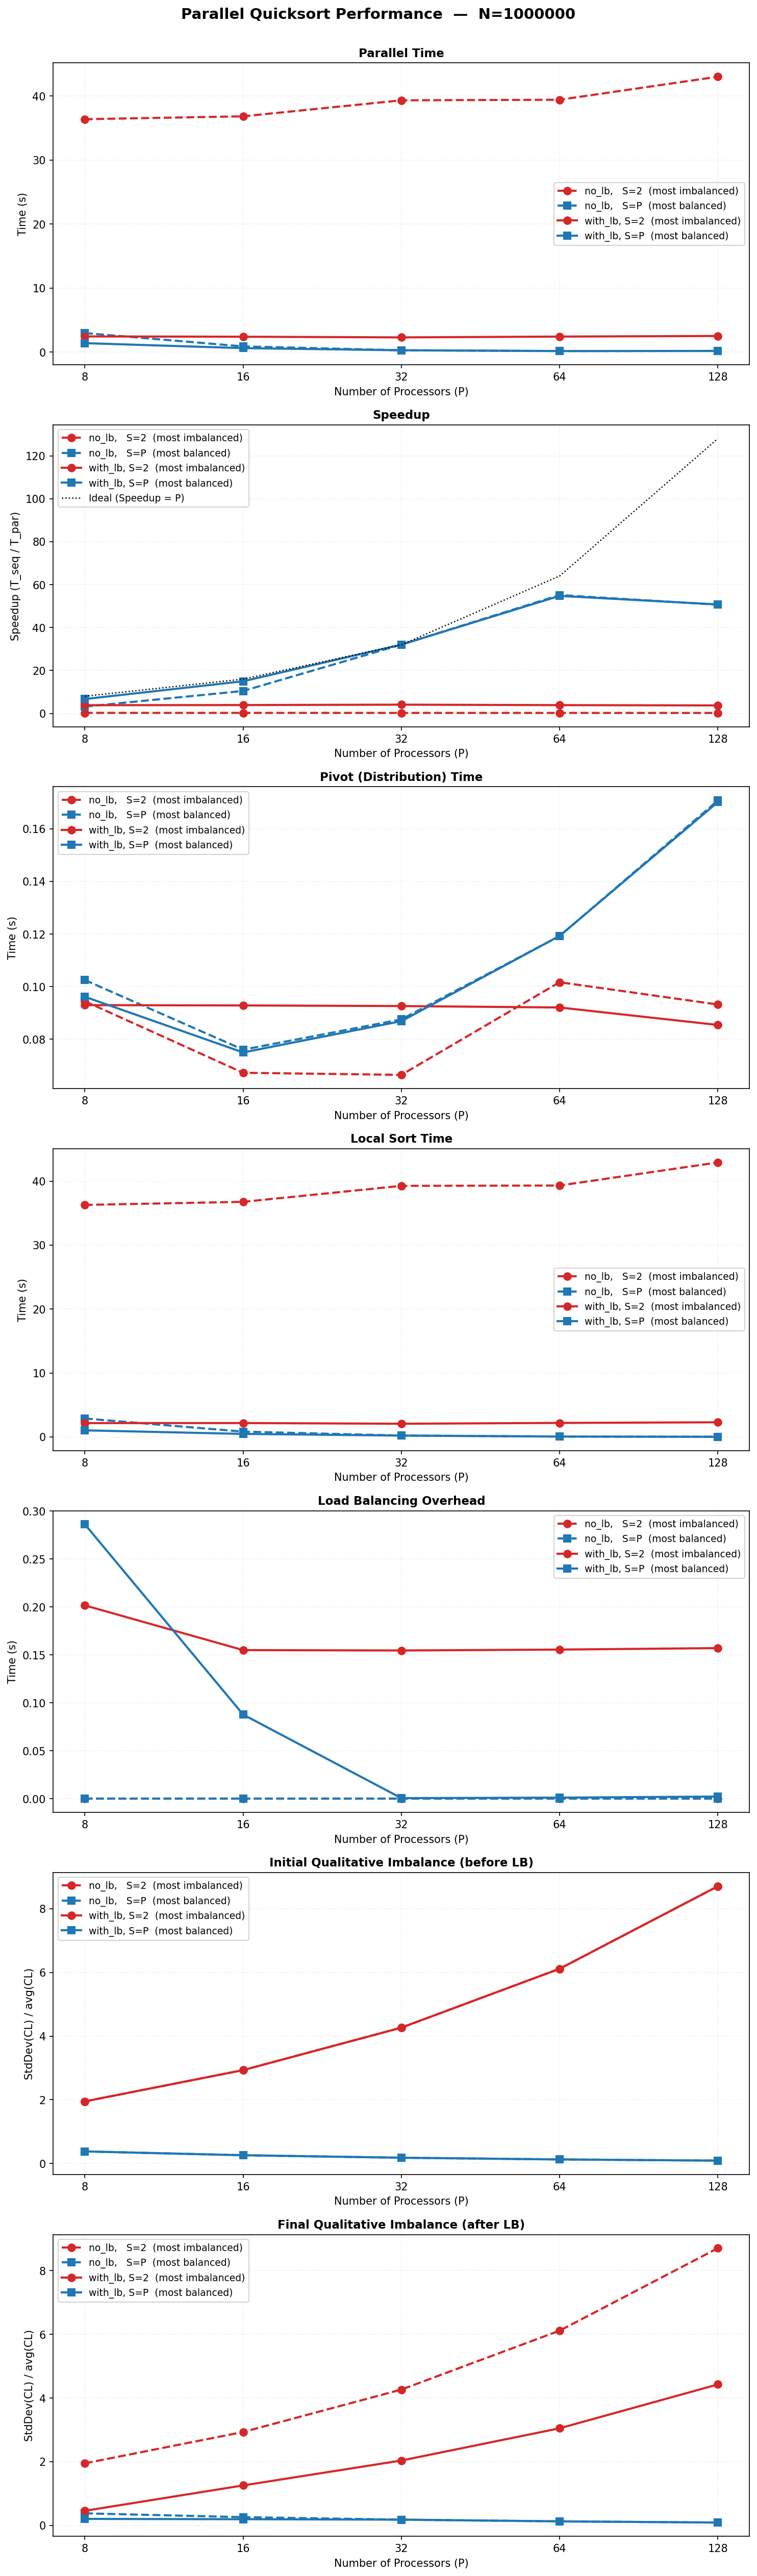 Parallel Quicksort Performance — N=1000000
Parallel Time
Time (s)
40
30
20
10
0
no_lb, S=2 (most imbalanced)
no_lb, S=P (most balanced)
with_lb, S=2 (most imbalanced)
with_lb, S=P (most balanced)
8 16 32 64 128
Number of Processors (P)
Speedup
Speedup (T_seq / T_par)
120
100
80
60
40
20
0
no_lb, S=2 (most imbalanced)
no_lb, S=P (most balanced)
with_lb, S=2 (most imbalanced)
with_lb, S=P (most balanced)
Ideal (Speedup = P)
8 16 32 64 128
Number of Processors (P)
Pivot (Distribution) Time
Time (s)
0.16
0.14
0.12
0.10
0.08
no_lb, S=2 (most imbalanced)
no_lb, S=P (most balanced)
with_lb, S=2 (most imbalanced)
with_lb, S=P (most balanced)
8 16 32 64 128
Number of Processors (P)
Local Sort Time
Time (s)
40
30
20
10
0
no_lb, S=2 (most imbalanced)
no_lb, S=P (most balanced)
with_lb, S=2 (most imbalanced)
with_lb, S=P (most balanced)
8 16 32 64 128
Number of Processors (P)
Load Balancing Overhead
Time (s)
0.30
0.25
0.20
0.15
0.10
0.05
0.00
no_lb, S=2 (most imbalanced)
no_lb, S=P (most balanced)
with_lb, S=2 (most imbalanced)
with_lb, S=P (most balanced)
8 16 32 64 128
Number of Processors (P)
Initial Qualitative Imbalance (before LB)
StdDev(CL) / avg(CL)
8
6
4
2
0
no_lb, S=2 (most imbalanced)
no_lb, S=P (most balanced)
with_lb, S=2 (most imbalanced)
with_lb, S=P (most balanced)
8 16 32 64 128
Number of Processors (P)
Final Qualitative Imbalance (after LB)
StdDev(CL) / avg(CL)
8
6
4
2
0
no_lb, S=2 (most imbalanced)
no_lb, S=P (most balanced)
with_lb, S=2 (most imbalanced)
with_lb, S=P (most balanced)
8 16 32 64 128
Number of Processors (P)